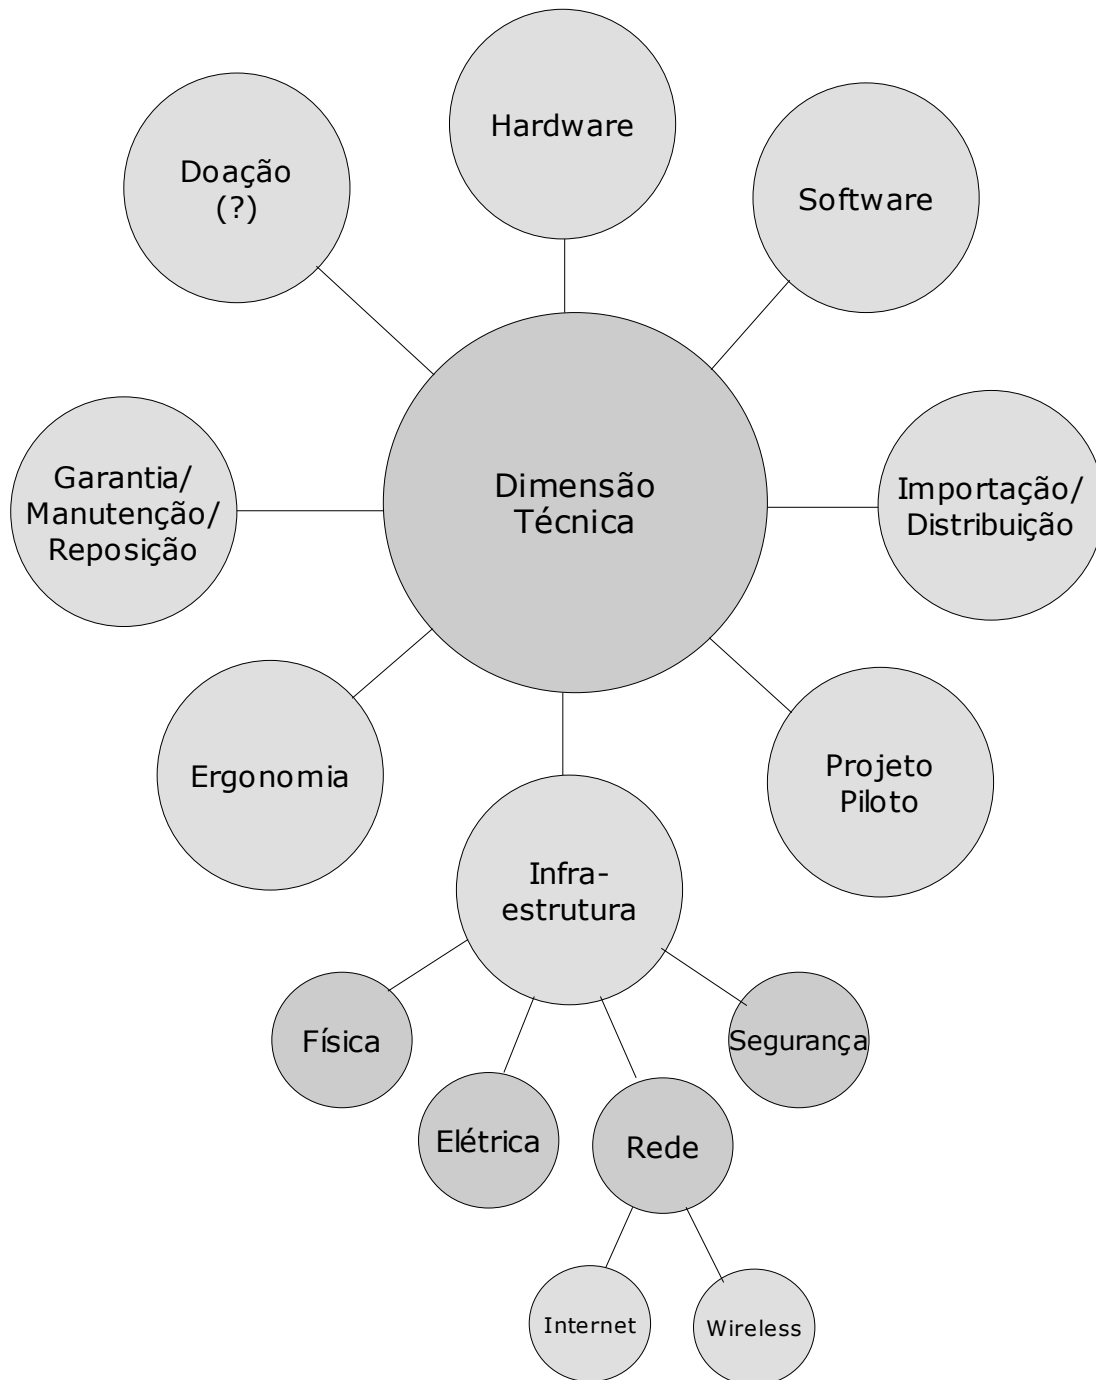 Hardware
Doação
(?)
Software
Garantia/
Manutenção/
Reposição
Dimensão
Técnica
Importação/
Distribuição
Ergonomia
Projeto
Piloto
Infra-
estrutura
Física
Segurança
Elétrica
Rede
Internet
Wireless